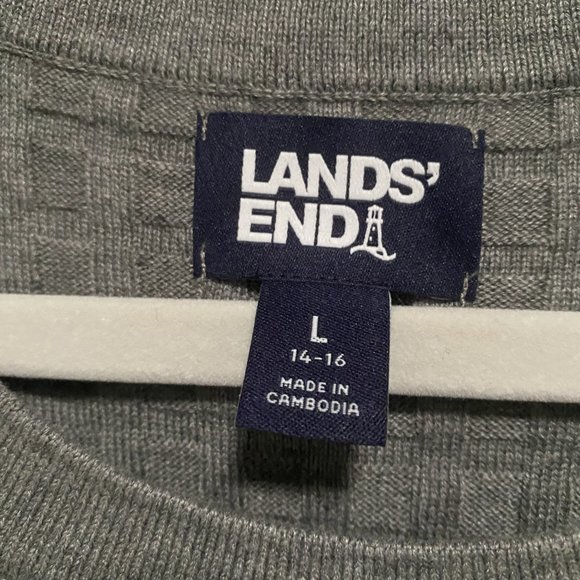 LANDS'
END
L
14-16
MADE IN
CAMBODIA